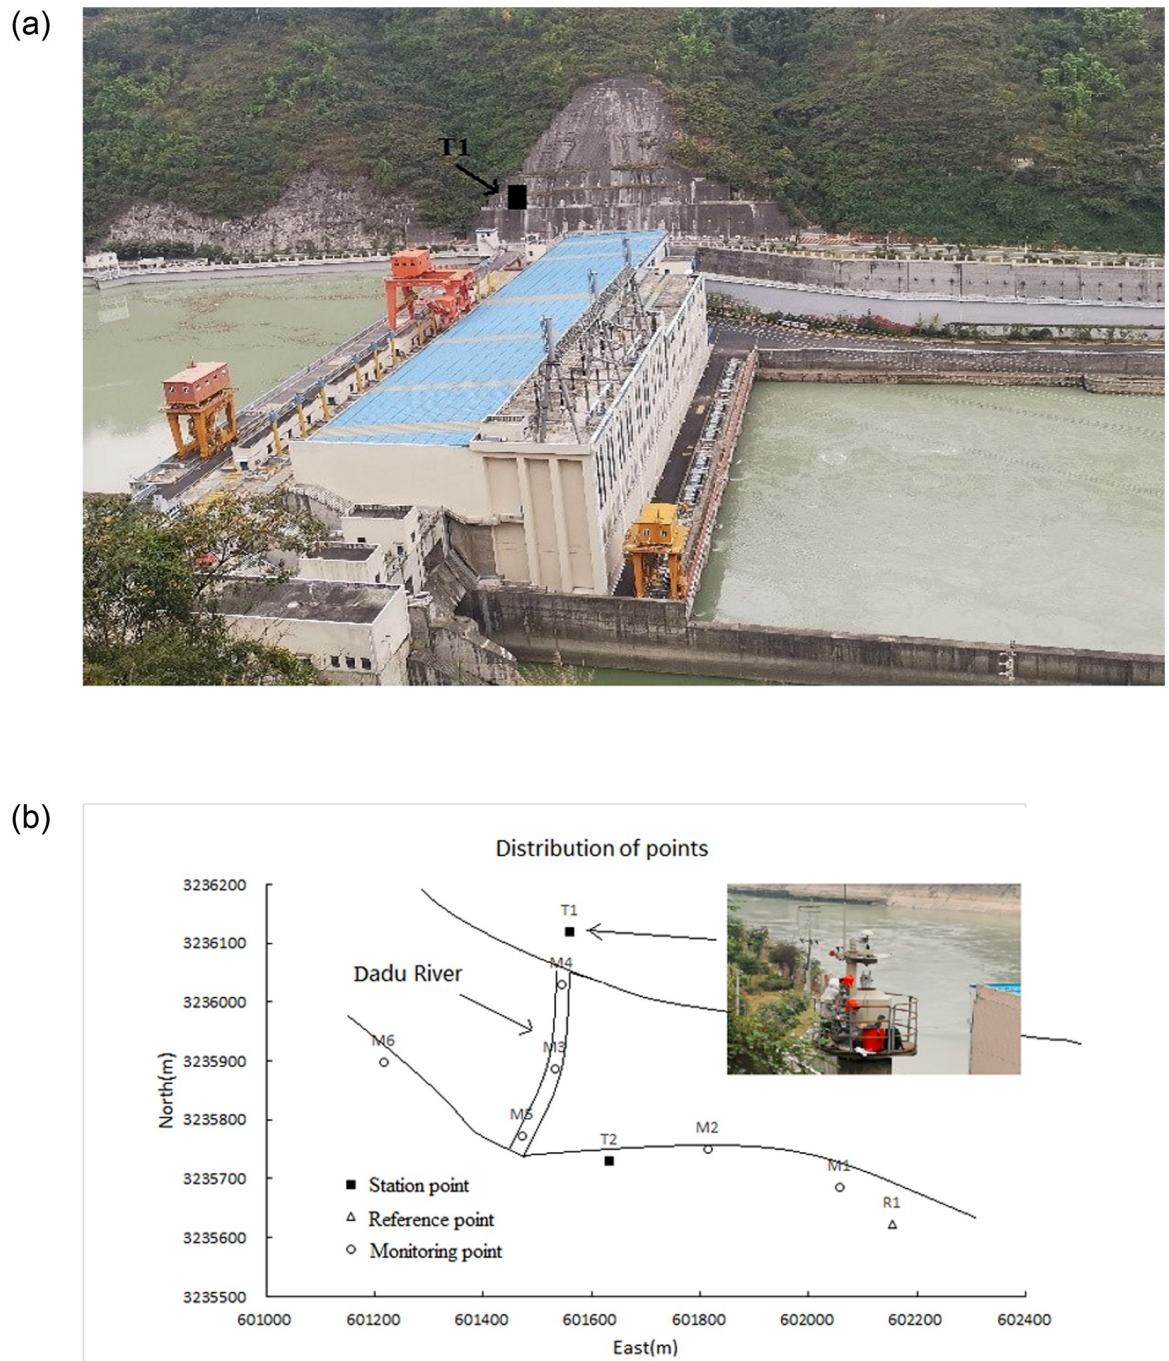 (a)
T1
(b)
Distribution of points
3236200
3236100
3236000
3235900
3235800
3235700
3235600
3235500
North(m)
T1
M4
Dadu River
M3
M6
M5
T2
M2
M1
R1
Station point
Reference point
Monitoring point
601000 601200 601400 601600 601800 602000 602200 602400
East(m)